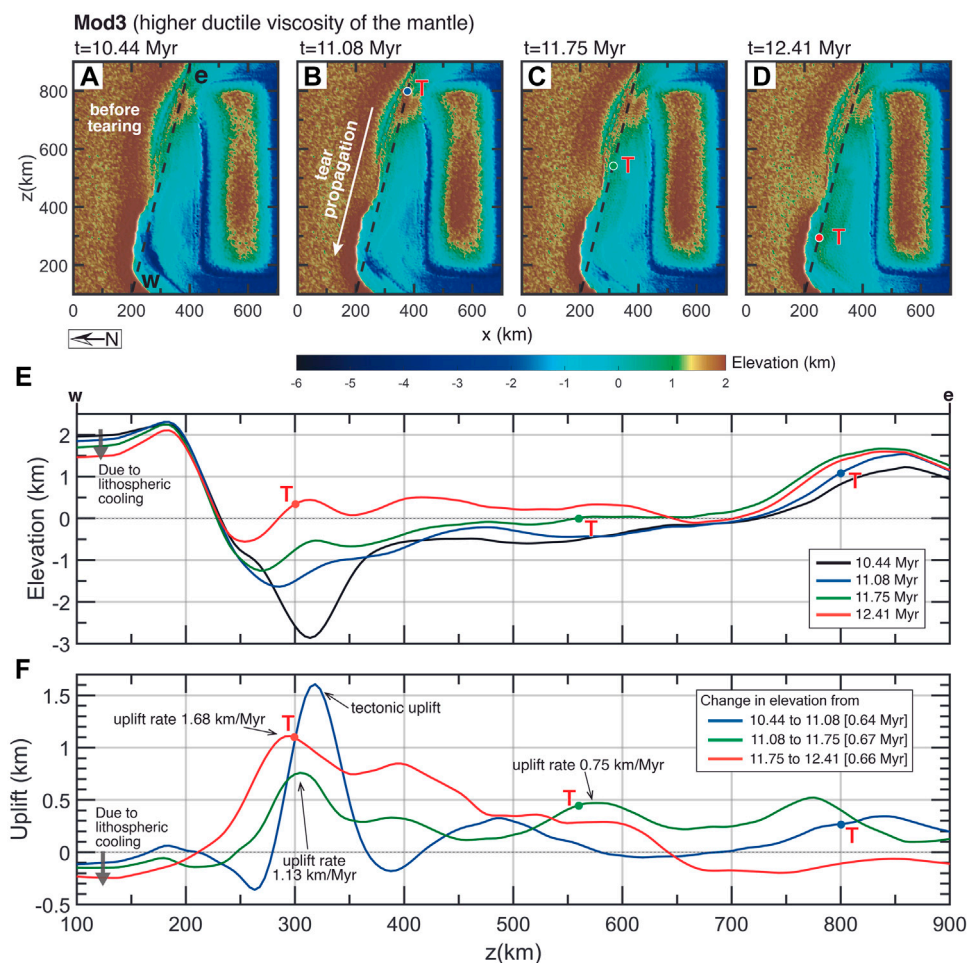 Mod3 (higher ductile viscosity of the mantle)
t=10.44 Myr
t=11.08 Myr
t=11.75 Myr
t=12.41 Myr
A
e
before
tearing
w
B
T
tear
propagation
C
T
D
T
z(km)
800
600
400
200
0 200 400 600
0 200 400 600
0 200 400 600
0 200 400 600
x (km)
N
Elevation (km)
-6 -5 -4 -3 -2 -1 0 1 2
E
w
e
Elevation (km)
2
1
0
-1
-2
-3
Due to
lithospheric
cooling
T
T
T
10.44 Myr
11.08 Myr
11.75 Myr
12.41 Myr
F
Uplift (km)
1.5
1
0.5
0
-0.5
uplift rate 1.68 km/Myr
T
tectonic uplift
Change in elevation from
10.44 to 11.08 [0.64 Myr]
11.08 to 11.75 [0.67 Myr]
11.75 to 12.41 [0.66 Myr]
uplift rate 0.75 km/Myr
T
T
Due to
lithospheric
cooling
uplift rate
1.13 km/Myr
100 200 300 400 500 600 700 800 900
z(km)